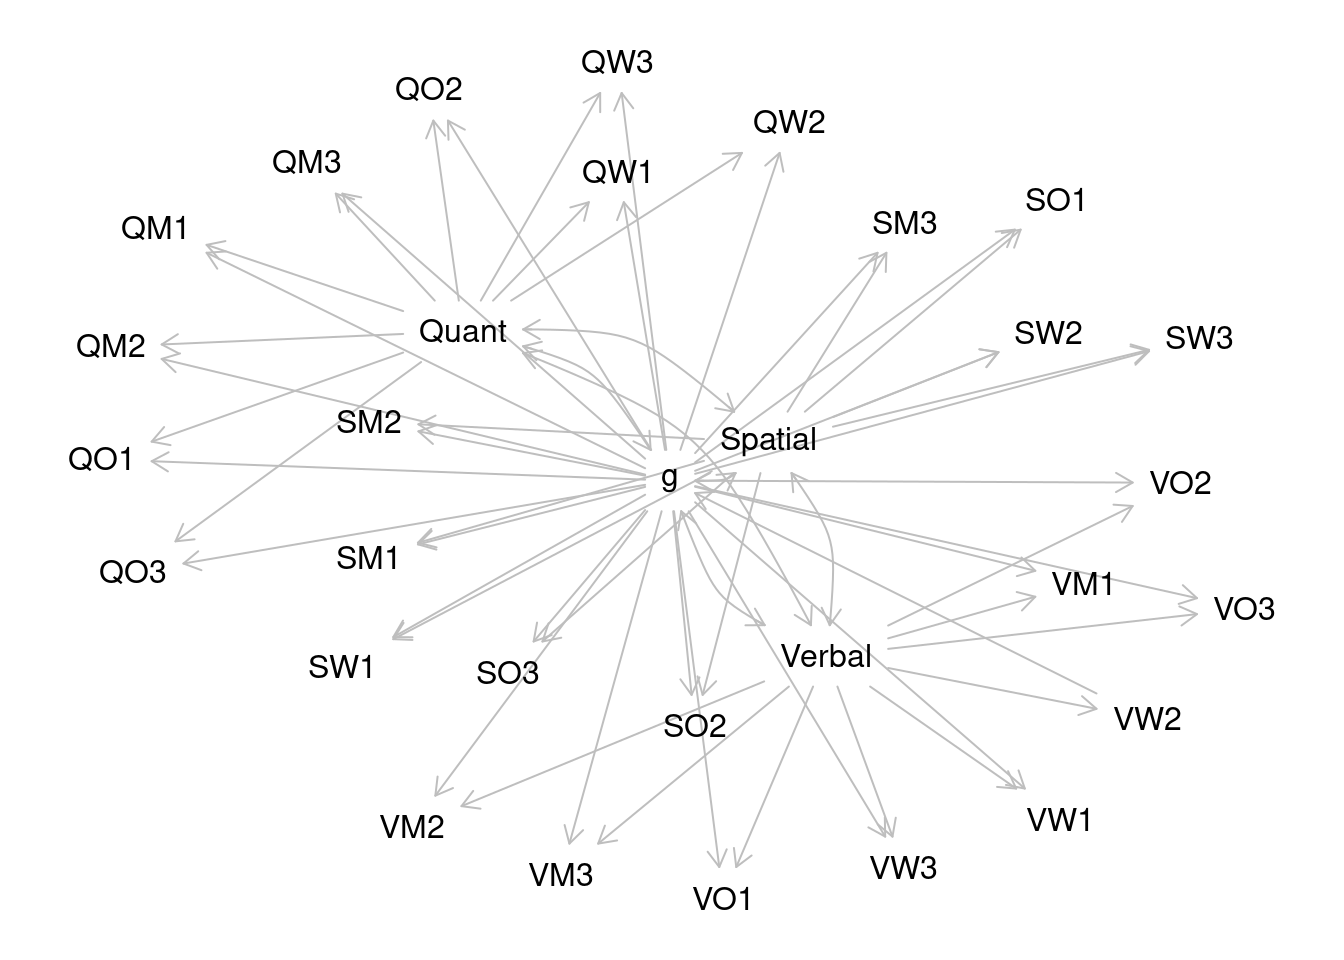 QW3
QO2
QW2
QM3
QW1
SO1
SM3
QM1
Quant
SW2
SW3
QM2
SM2
Spatial
QO1
g
VO2
SM1
QO3
VM1
VO3
Verbal
SW1
SO3
VW2
SO2
VW1
VM2
VW3
VM3
VO1